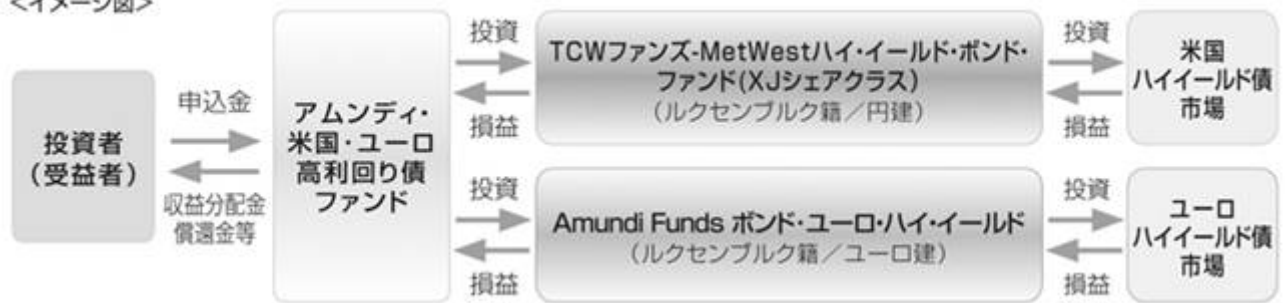 <イメージ図>
投資者
(受益者)
申込金
収益分配金
償還金等
アムンディ・
米国・ユーロ
高利回り債
ファンド
投資
損益
TCWファンズ-MetWestハイ・イールド・ボンド・
ファンド(XJシェアクラス)
(ルクセンブルク籍/円建)
投資
損益
米国
ハイイールド債
市場
投資
損益
Amundi Funds ボンド・ユーロ・ハイ・イールド
(ルクセンブルク籍/ユーロ建)
投資
損益
ユーロ
ハイイールド債
市場